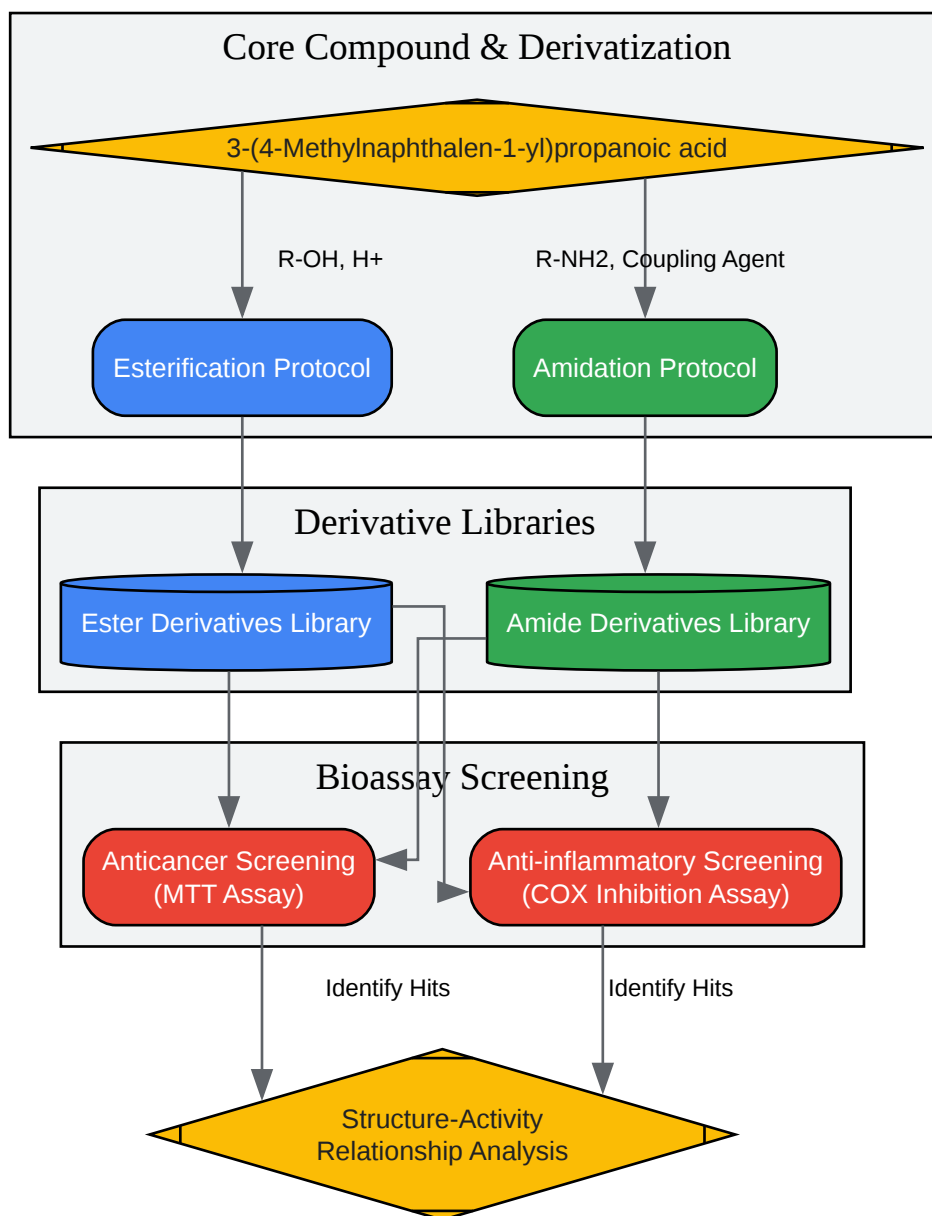 Core Compound & Derivatization
3-(4-Methylnaphthalen-1-yl)propanoic acid
R-OH, H+
R-NH2, Coupling Agent
Esterification Protocol
Amidation Protocol
Derivative Libraries
Ester Derivatives Library
Amide Derivatives Library
Bioassay Screening
Anticancer Screening
(MTT Assay)
Anti-inflammatory Screening
(COX Inhibition Assay)
Identify Hits
Identify Hits
Structure-Activity
Relationship Analysis